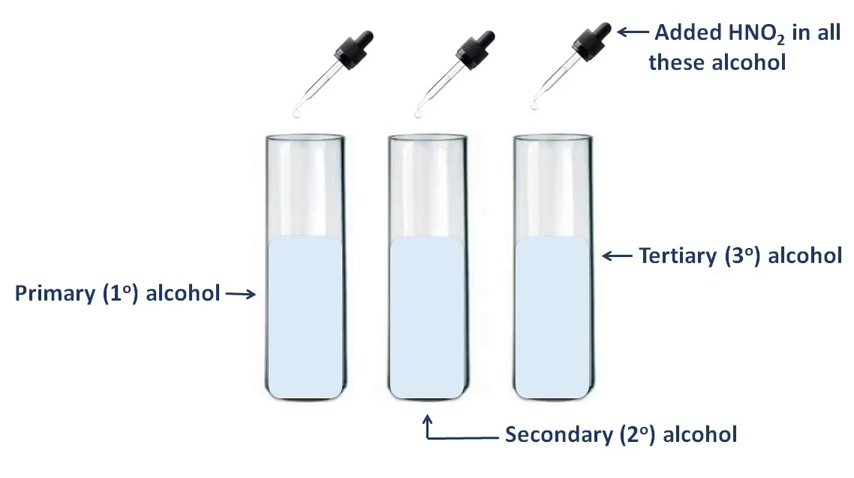 Added HNO₂ in all
these alcohol
Tertiary (3º) alcohol
Primary (1º) alcohol
Secondary (2º) alcohol